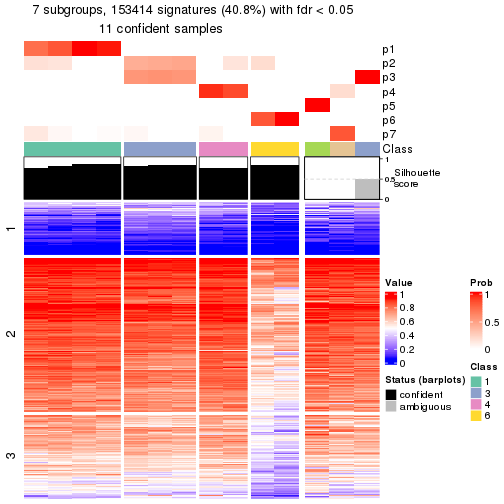 7 subgroups, 153414 signatures (40.8%) with fdr < 0.05
11 confident samples
p1
p2
p3
p4
p5
p6
p7
Class
1
0.5
0
Silhouette
score
1
2
3
Value
1
0.8
0.6
0.4
0.2
0
Status (barplots)
confident
ambiguous
Prob
1
0.5
0
Class
1
3
4
6